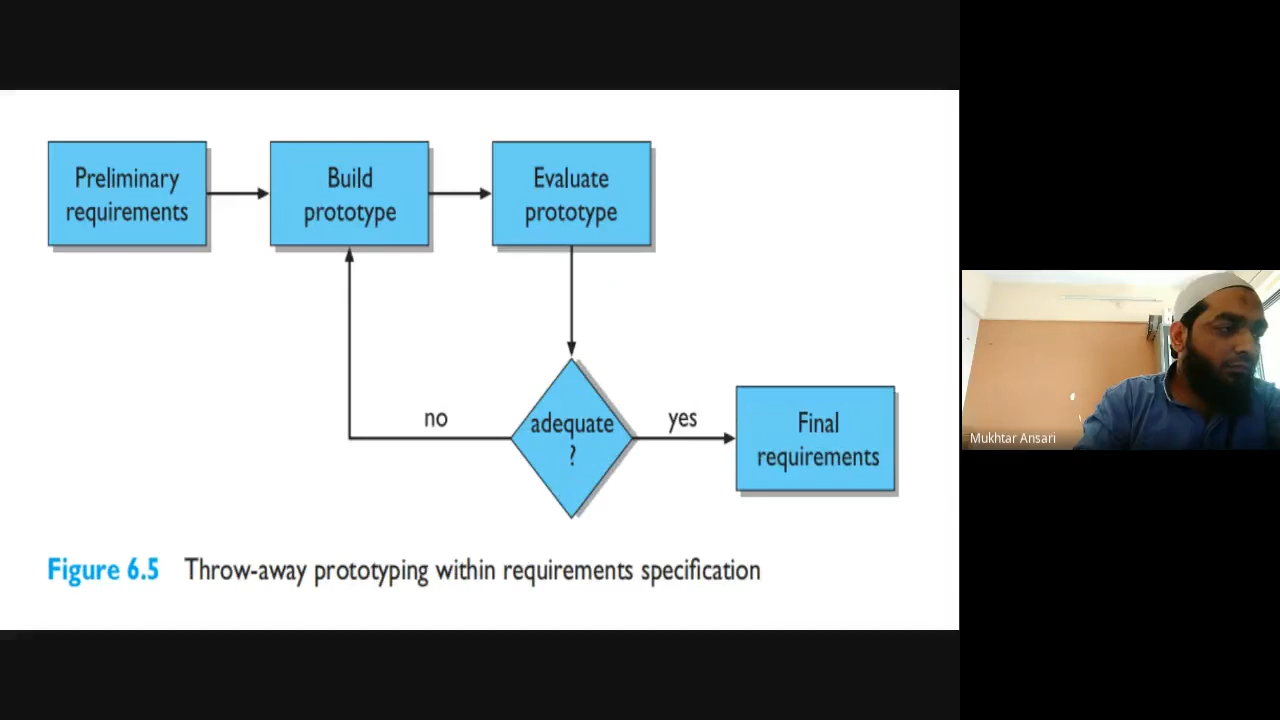 Preliminary
requirements
Build
prototype
Evaluate
prototype
adequate
?
no
yes
Final
requirements
Figure 6.5 Throw-away prototyping within requirements specification
Mukhtar Ansari